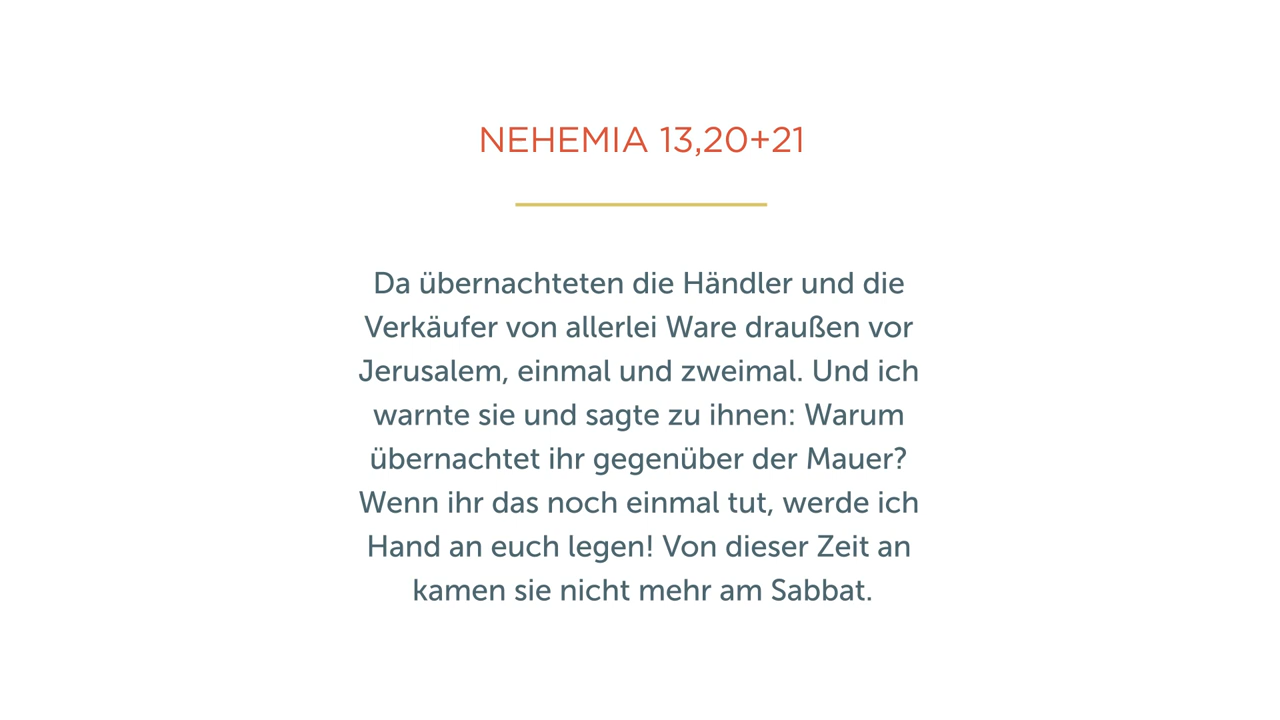 NEHEMIA 13,20+21
Da übernachteten die Händler und die
Verkäufer von allerlei Ware draußen vor
Jerusalem, einmal und zweimal. Und ich
warnte sie und sagte zu ihnen: Warum
übernachtet ihr gegenüber der Mauer?
Wenn ihr das noch einmal tut, werde ich
Hand an euch legen! Von dieser Zeit an
kamen sie nicht mehr am Sabbat.